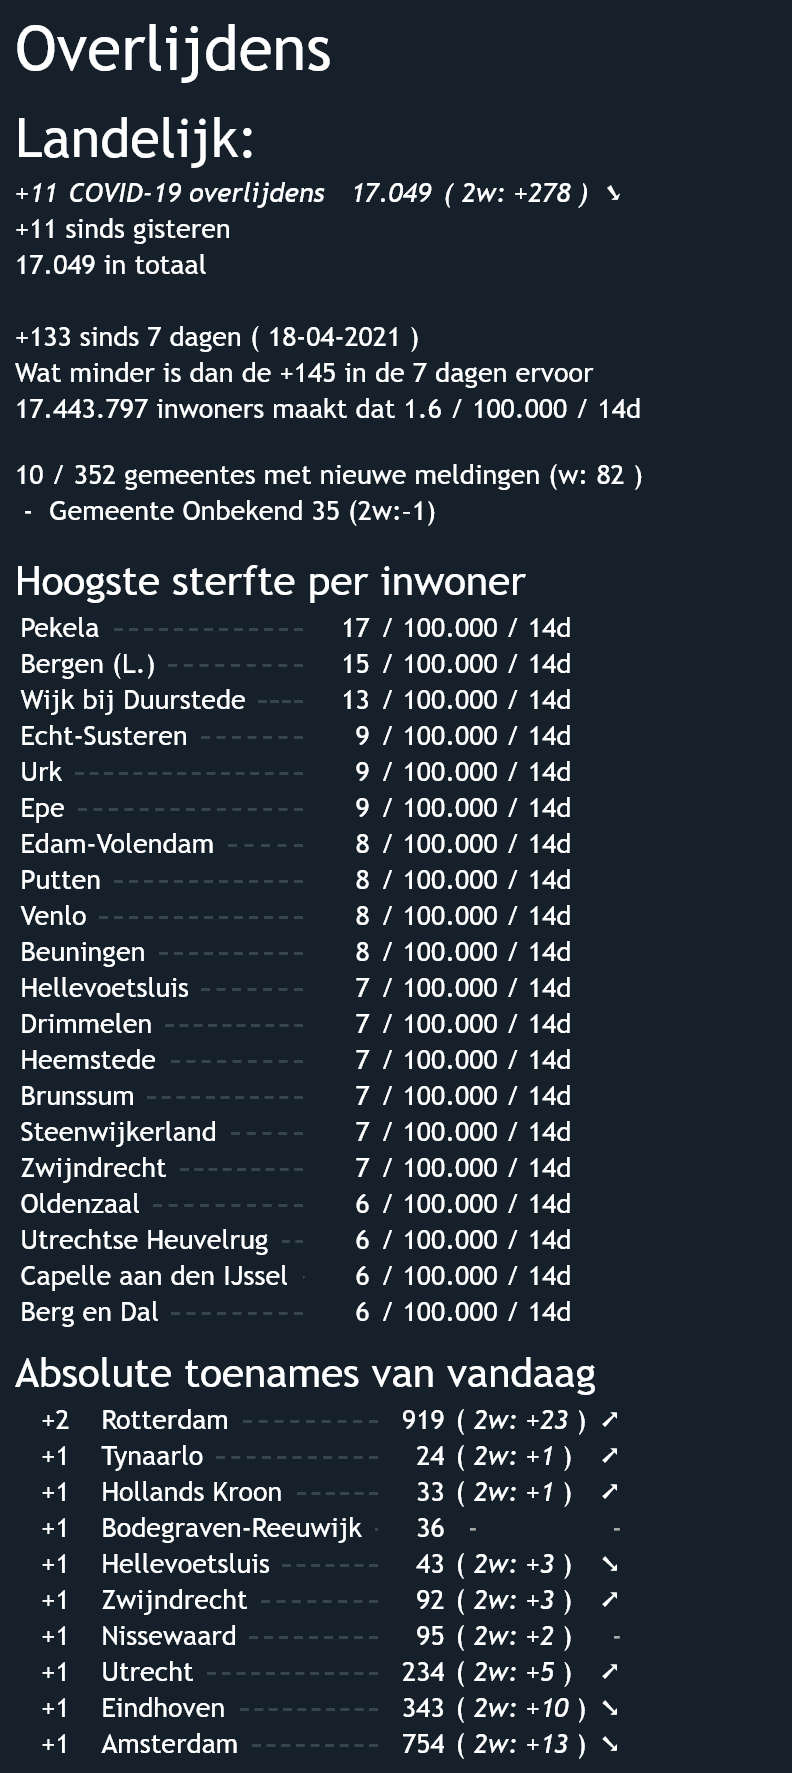 Overlijdens
Landelijk:
+11 COVID-19 overlijdens 17.049 ( 2w: +278 ) ➘
+11 sinds gisteren
17.049 in totaal
+133 sinds 7 dagen ( 18-04-2021 )
Wat minder is dan de +145 in de 7 dagen ervoor
17.443.797 inwoners maakt dat 1.6 / 100.000 / 14d
10 / 352 gemeentes met nieuwe meldingen (w: 82 )
- Gemeente Onbekend 35 (2w:-1)
Hoogste sterfte per inwoner
Pekela ------------- 17 / 100.000 / 14d
Bergen (L.) --------- 15 / 100.000 / 14d
Wijk bij Duurstede ---- 13 / 100.000 / 14d
Echt-Susteren ------- 9 / 100.000 / 14d
Urk ---------------- 9 / 100.000 / 14d
Epe ---------------- 9 / 100.000 / 14d
Edam-Volendam ----- 8 / 100.000 / 14d
Putten ------------- 8 / 100.000 / 14d
Venlo -------------- 8 / 100.000 / 14d
Beuningen ---------- 8 / 100.000 / 14d
Hellevoetsluis ------- 7 / 100.000 / 14d
Drimmelen ---------- 7 / 100.000 / 14d
Heemstede --------- 7 / 100.000 / 14d
Brunssum ----------- 7 / 100.000 / 14d
Steenwijkerland ----- 7 / 100.000 / 14d
Zwijndrecht --------- 7 / 100.000 / 14d
Oldenzaal ---------- 6 / 100.000 / 14d
Utrechtse Heuvelrug -- 6 / 100.000 / 14d
Capelle aan den IJssel - 6 / 100.000 / 14d
Berg en Dal --------- 6 / 100.000 / 14d
Absolute toenames van vandaag
+2 Rotterdam ---------- 919 ( 2w: +23 ) ➚
+1 Tynaarlo ----------- 24 ( 2w: +1 ) ➚
+1 Hollands Kroon ------ 33 ( 2w: +1 ) ➚
+1 Bodegraven-Reeuwijk - 36 - -
+1 Hellevoetsluis ------- 43 ( 2w: +3 ) ➘
+1 Zwijndrecht --------- 92 ( 2w: +3 ) ➚
+1 Nissewaard --------- 95 ( 2w: +2 ) -
+1 Utrecht ------------ 234 ( 2w: +5 ) ➚
+1 Eindhoven ---------- 343 ( 2w: +10 ) ➘
+1 Amsterdam --------- 754 ( 2w: +13 ) ➘